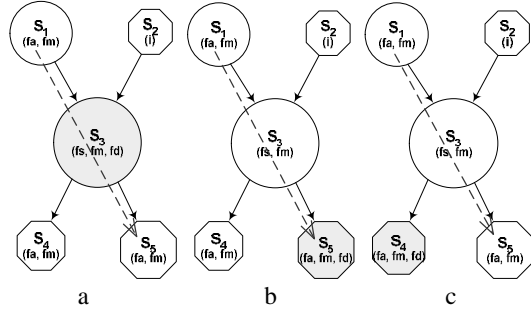 S1
(fa, fm)
S2
(i)
S3
(fs, fm, fd)
S4
(fa, fm)
S5
(fa, fm)
a
S1
(fa, fm)
S2
(i)
S3
(fs, fm)
S4
(fa, fm)
S5
(fa, fm, fd)
b
S1
(fa, fm)
S2
(i)
S3
(fs, fm)
S4
(fa, fm, fd)
S5
(fa, fm)
c